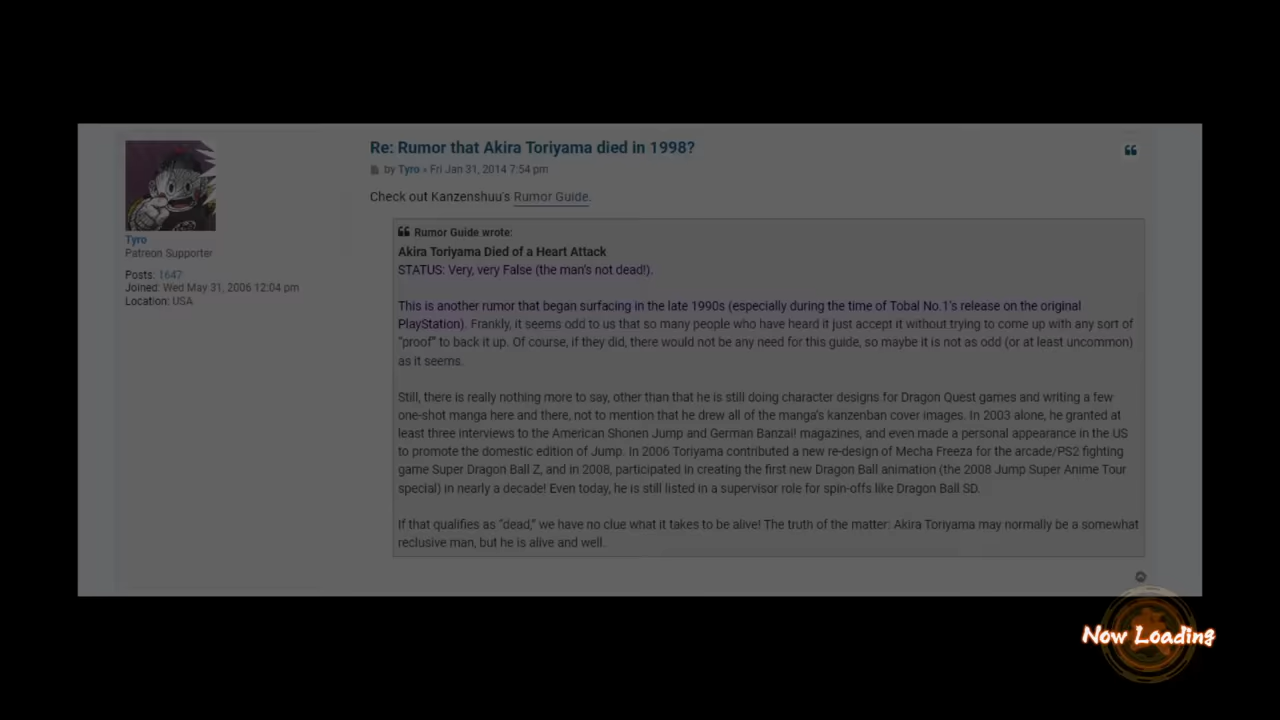 Re: Rumor that Akira Toriyama died in 1998?
by Tyro » Fri Jan 31, 2014 7:54 pm
Check out Kanzenshuu's Rumor Guide.
Tyro
Patreon Supporter
Posts: 1647
Joined: Wed May 31, 2006 12:04 pm
Location: USA
Rumor Guide wrote:
Akira Toriyama Died of a Heart Attack
STATUS: Very, very False (the man's not dead!).
This is another rumor that began surfacing in the late 1990s (especially during the time of Tobal No.1's release on the original
PlayStation). Frankly, it seems odd to us that so many people who have heard it just accept it without trying to come up with any sort of
"proof" to back it up. Of course, if they did, there would not be any need for this guide, so maybe it is not as odd (or at least uncommon)
as it seems.
Still, there is really nothing more to say, other than that he is still doing character designs for Dragon Quest games and writing a few
one-shot manga here and there, not to mention that he drew all of the manga's kanzenban cover images. In 2003 alone, he granted at
least three interviews to the American Shonen Jump and German Banzai! magazines, and even made a personal appearance in the US
to promote the domestic edition of Jump. In 2006 Toriyama contributed a new re-design of Mecha Freeza for the arcade/PS2 fighting
game Super Dragon Ball Z, and in 2008, participated in creating the first new Dragon Ball animation (the 2008 Jump Super Anime Tour
special) in nearly a decade! Even today, he is still listed in a supervisor role for spin-offs like Dragon Ball SD.
If that qualifies as "dead," we have no clue what it takes to be alive! The truth of the matter: Akira Toriyama may normally be a somewhat
reclusive man, but he is alive and well.
Now Loading